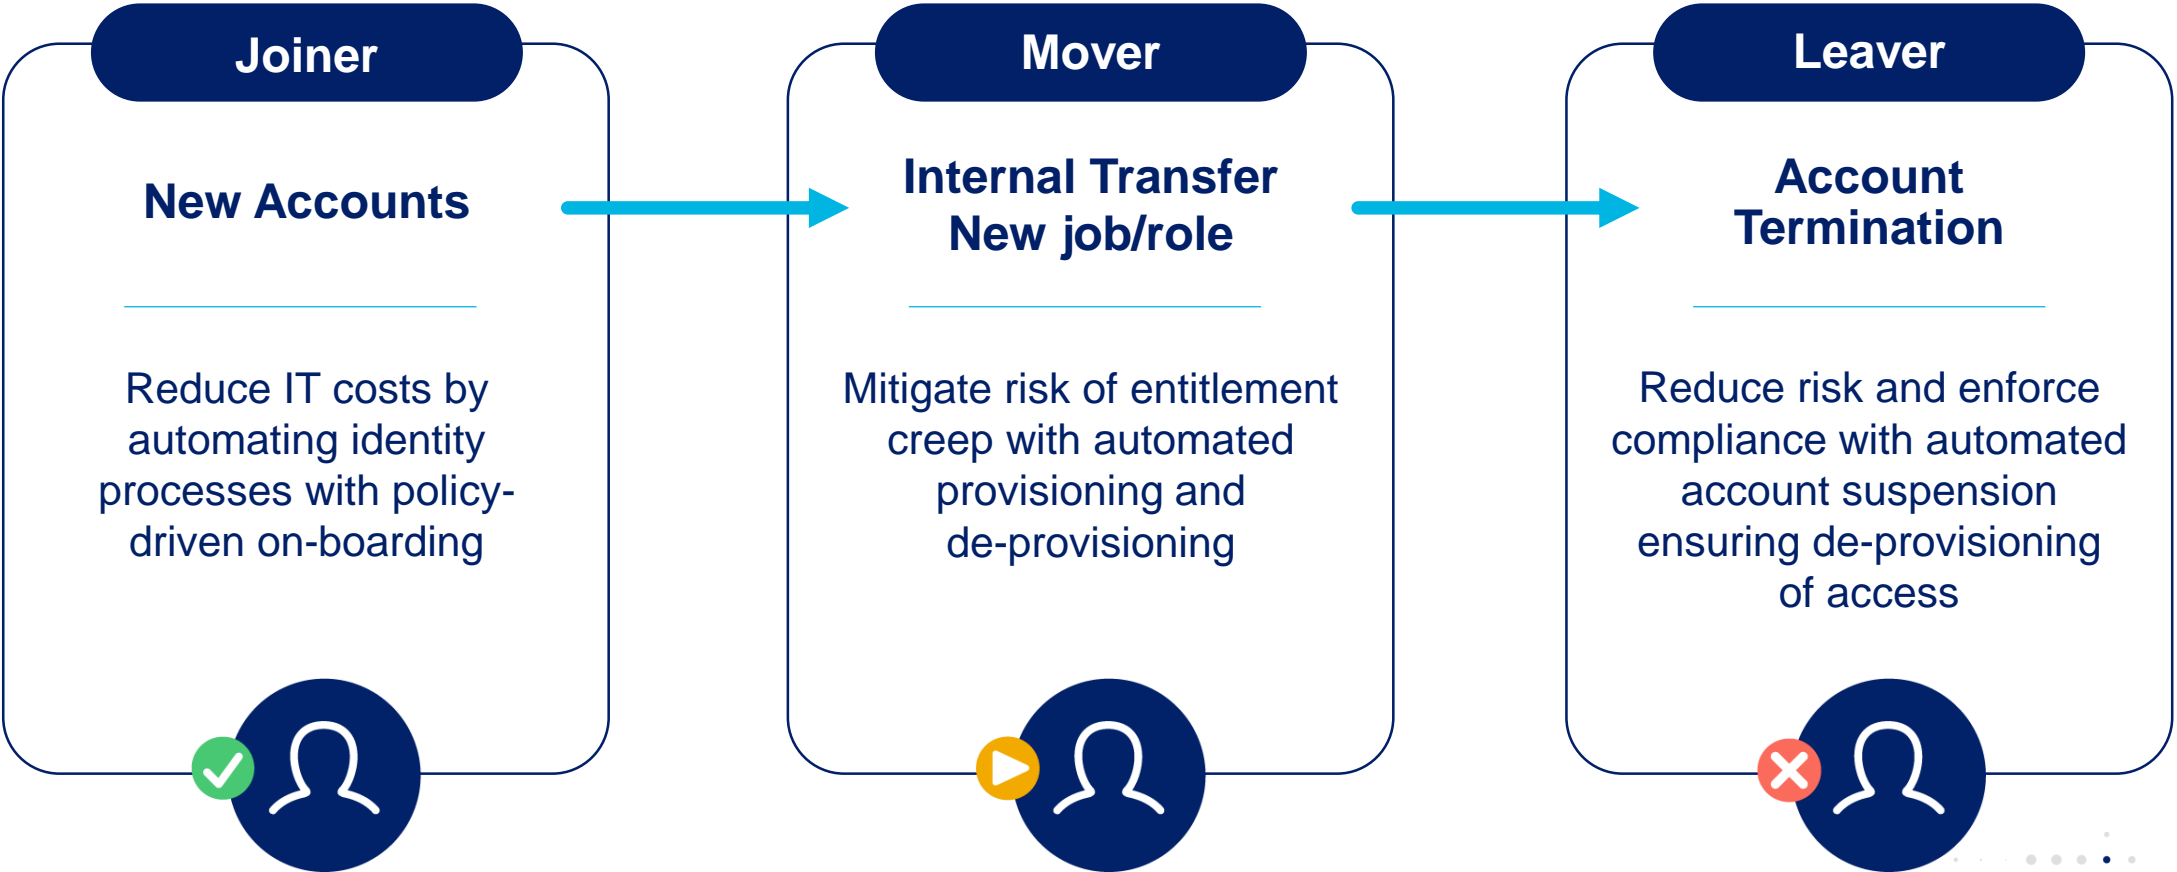 Joiner
New Accounts
Reduce IT costs by
automating identity
processes with policy-
driven on-boarding
Mover
Internal Transfer
New job/role
Mitigate risk of entitlement
creep with automated
provisioning and
de-provisioning
Leaver
Account
Termination
Reduce risk and enforce
compliance with automated
account suspension
ensuring de-provisioning
of access